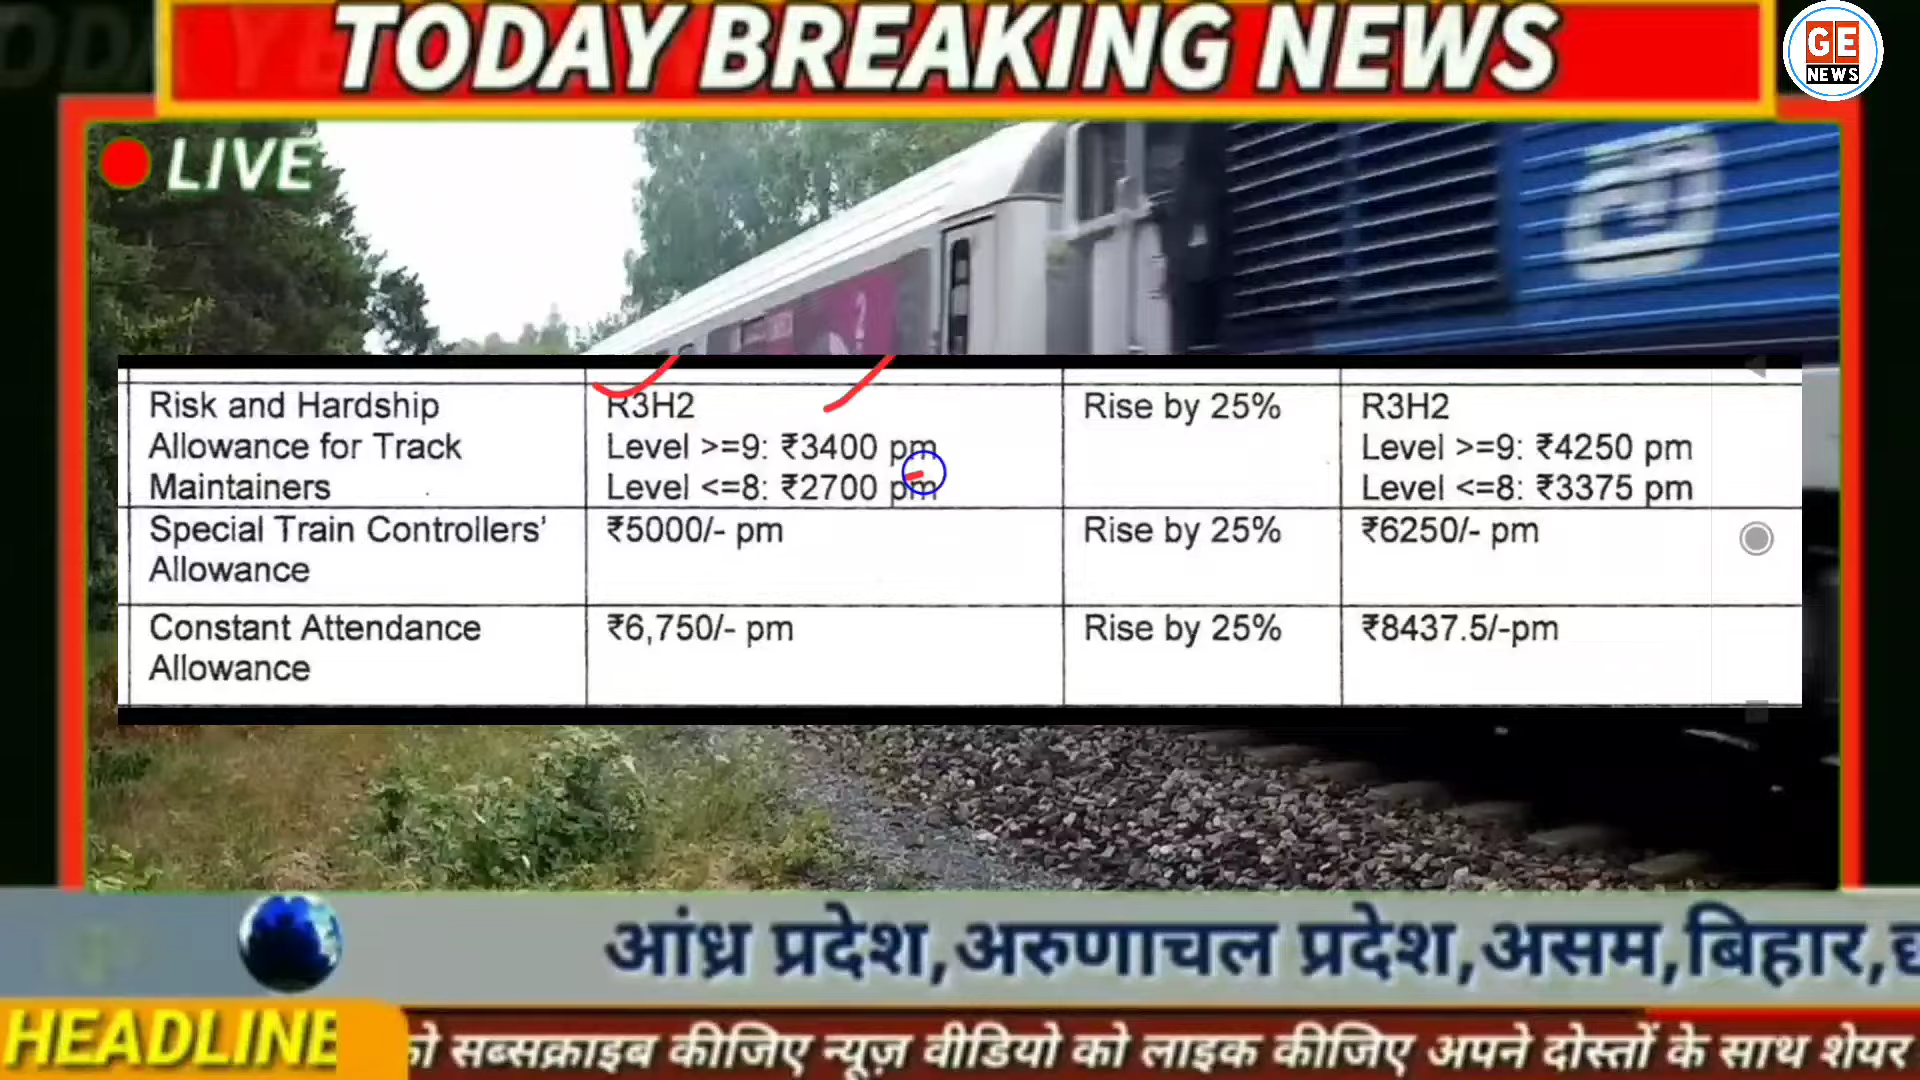 TODAY BREAKING NEWS
GE
NEWS
LIVE
Risk and Hardship
Allowance for Track
Maintainers
R3H2
Level >=9: ₹3400 pm
Level <=8: ₹2700 pm
Rise by 25%
R3H2
Level >=9: ₹4250 pm
Level <=8: ₹3375 pm
Special Train Controllers'
Allowance
₹5000/- pm
Rise by 25%
₹6250/- pm
Constant Attendance
Allowance
₹6,750/- pm
Rise by 25%
₹8437.5/-pm
आंध्र प्रदेश,अरुणाचल प्रदेश,असम,बिहार,
HEADLINE
को सब्सक्राइब कीजिए न्यूज़ वीडियो को लाइक कीजिए अपने दोस्तों के साथ शेयर